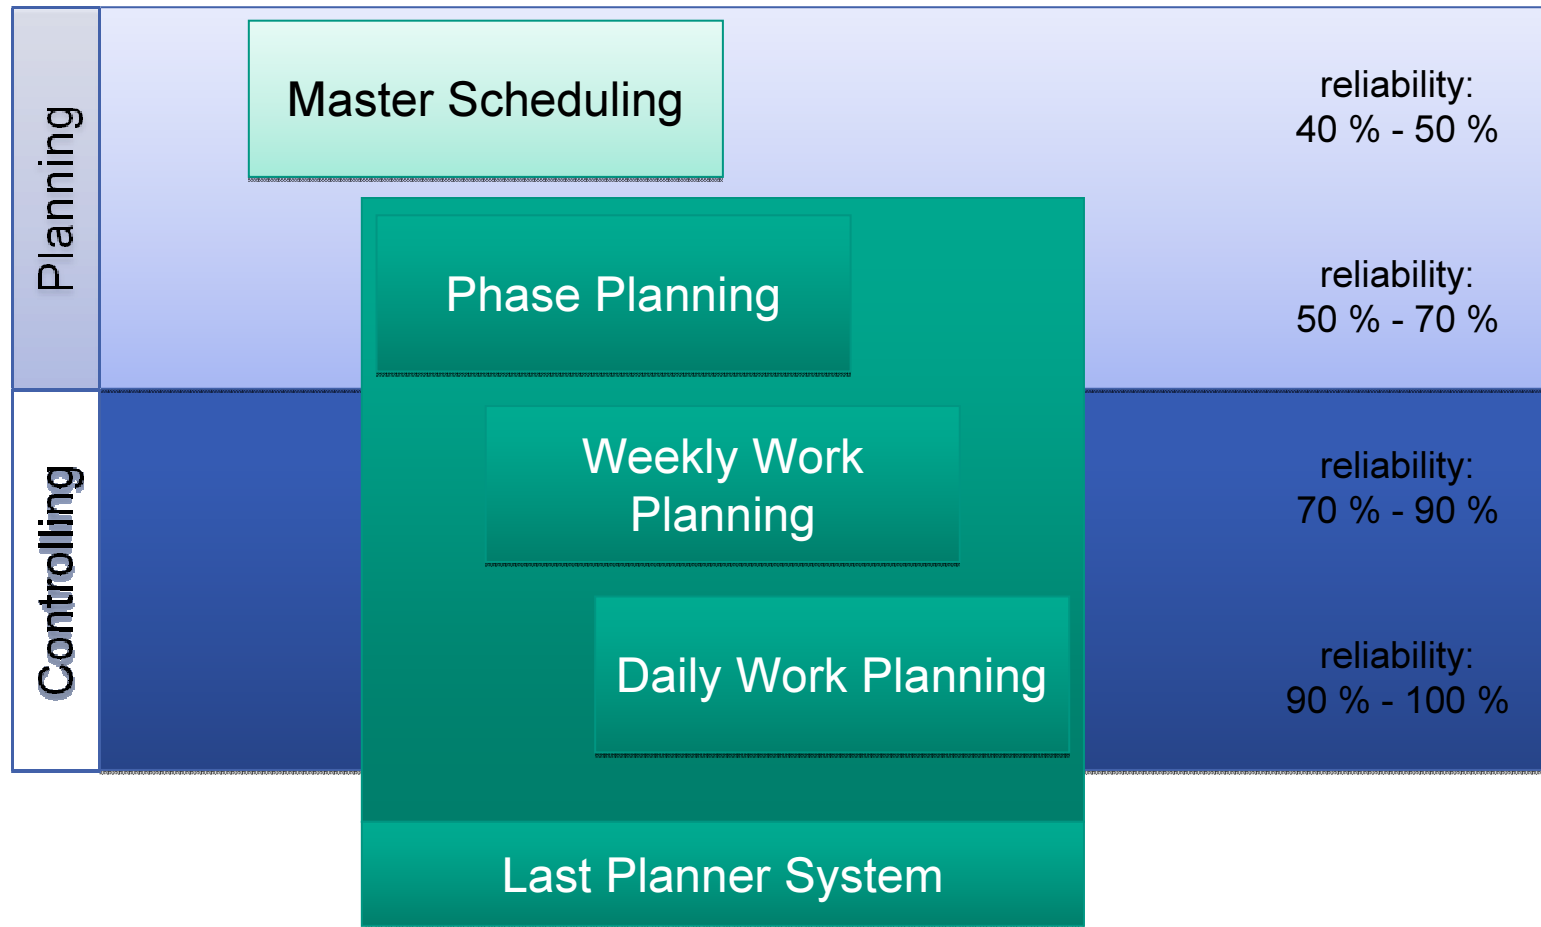 Planning
Master Scheduling
reliability:
40 % - 50 %
Phase Planning
reliability:
50 % - 70 %
Controlling
Weekly Work
Planning
reliability:
70 % - 90 %
Daily Work Planning
reliability:
90 % - 100 %
Last Planner System